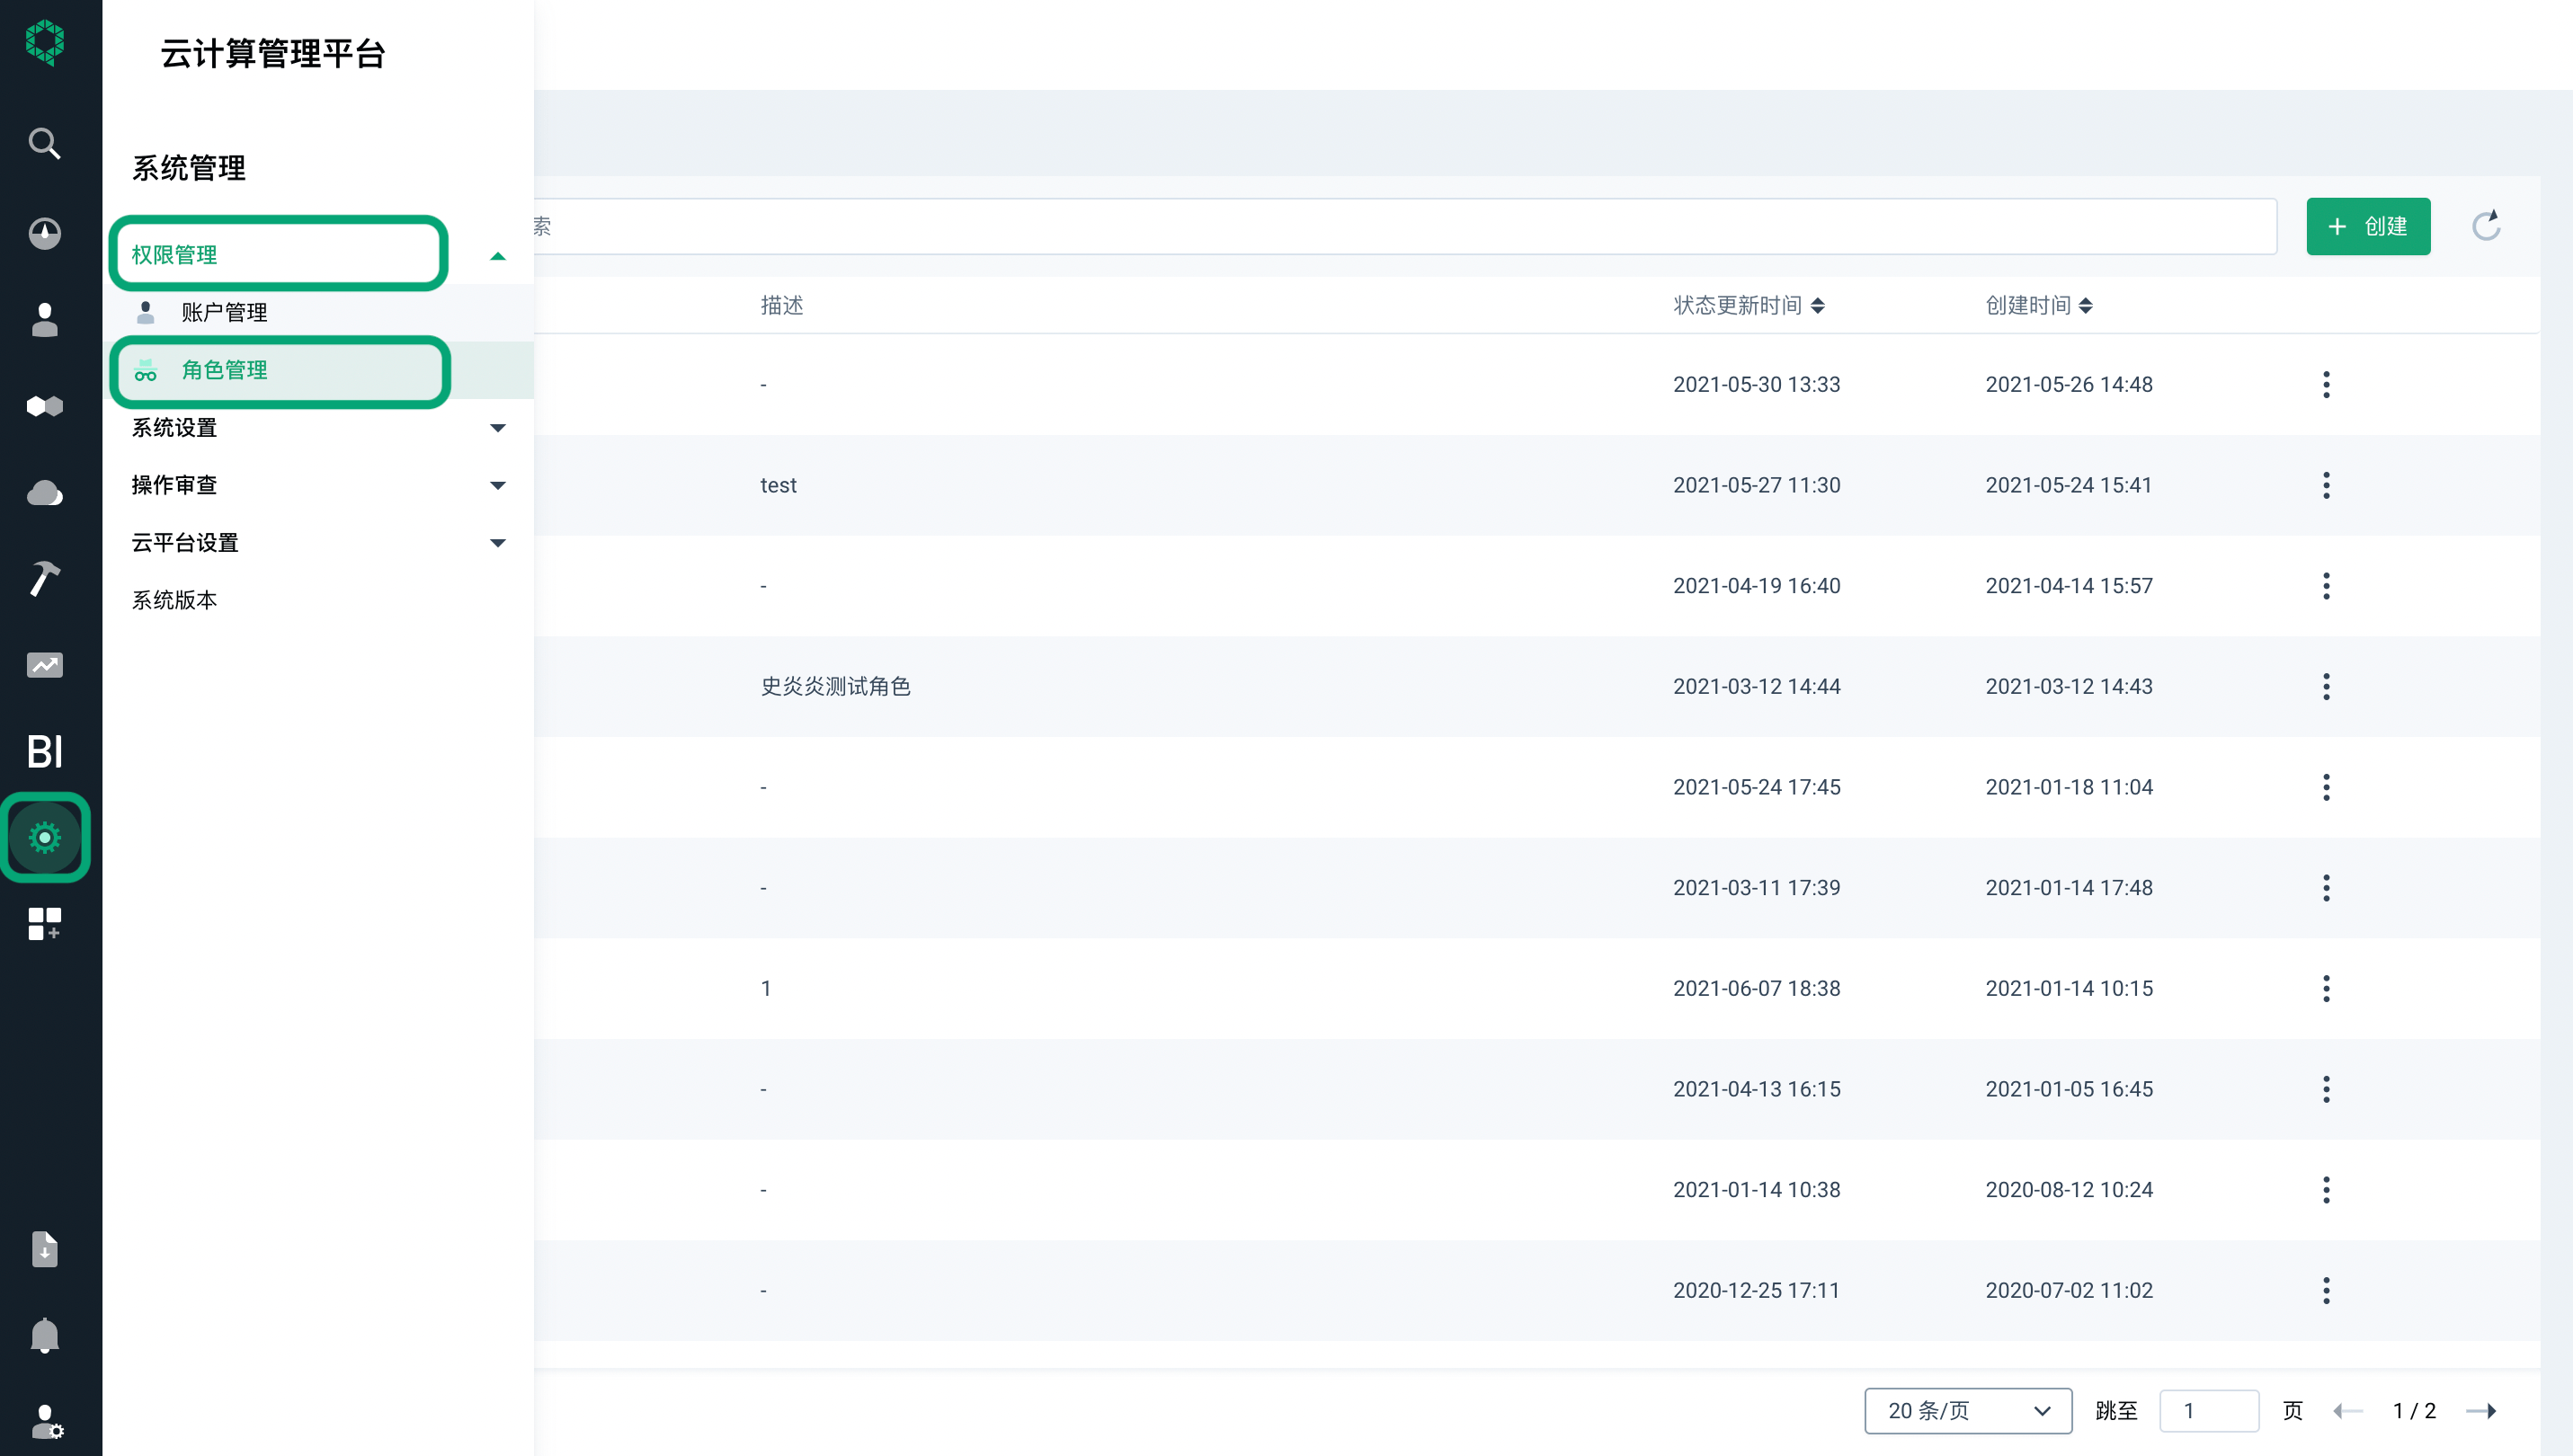 云计算管理平台
系统管理
权限管理
账户管理
角色管理
系统设置
操作审查
云平台设置
系统版本
BI
索
+ 创建
描述 状态更新时间 创建时间
- 2021-05-30 13:33 2021-05-26 14:48
test 2021-05-27 11:30 2021-05-24 15:41
- 2021-04-19 16:40 2021-04-14 15:57
史炎炎测试角色 2021-03-12 14:44 2021-03-12 14:43
- 2021-05-24 17:45 2021-01-18 11:04
- 2021-03-11 17:39 2021-01-14 17:48
1 2021-06-07 18:38 2021-01-14 10:15
- 2021-04-13 16:15 2021-01-05 16:45
- 2021-01-14 10:38 2020-08-12 10:24
- 2020-12-25 17:11 2020-07-02 11:02
20 条/页 跳至 1 页 1 / 2